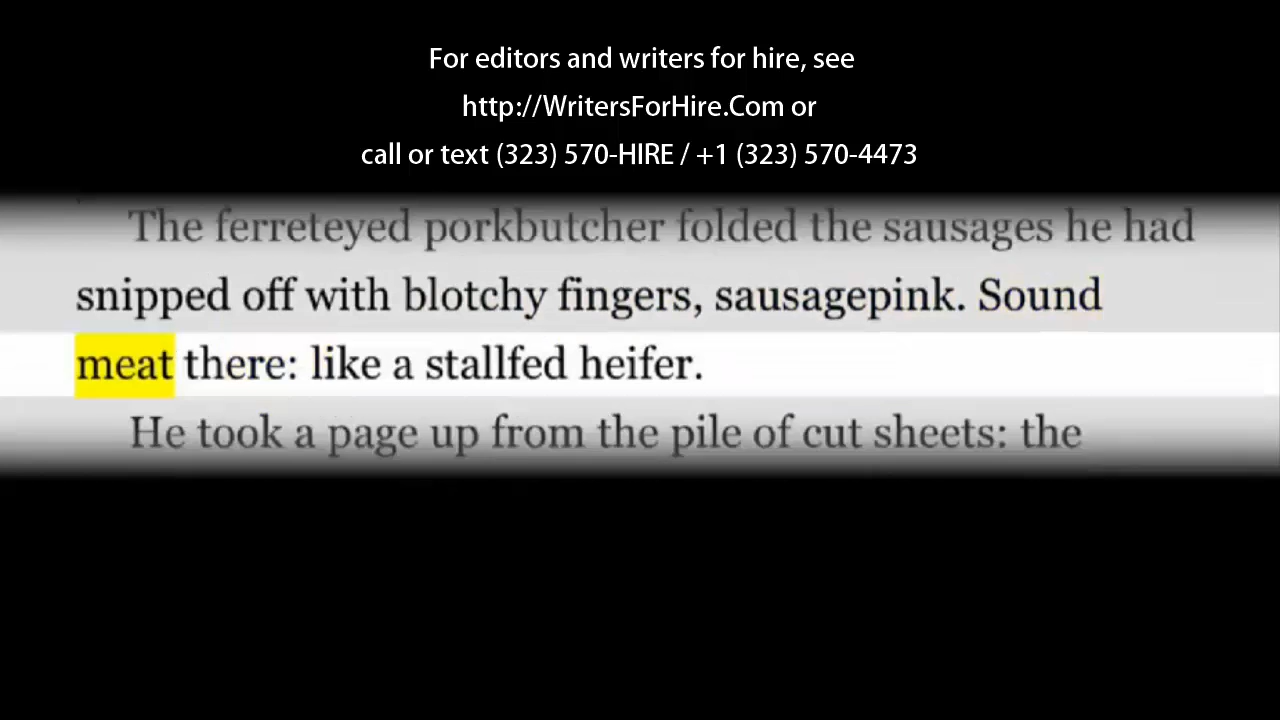 For editors and writers for hire, see
http://WritersForHire.Com or
call or text (323) 570-HIRE / +1 (323) 570-4473
The ferreteyed porkbutcher folded the sausages he had
snipped off with blotchy fingers, sausagepink. Sound
meat there: like a stallfed heifer.
He took a page up from the pile of cut sheets: the